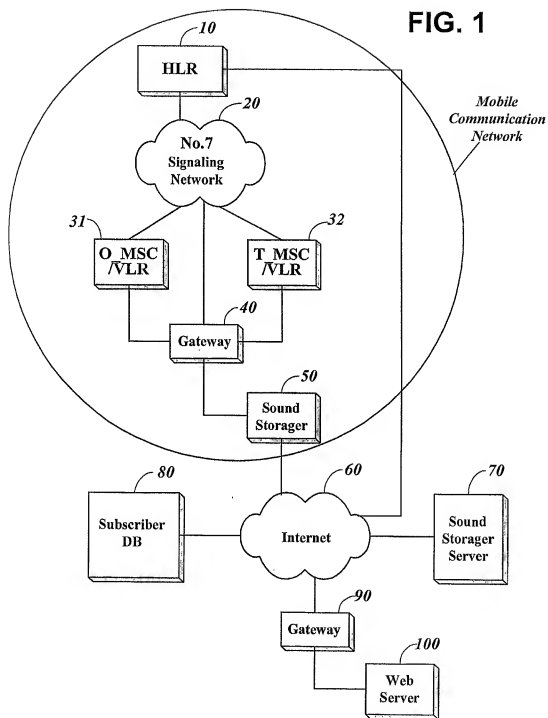 FIG. 1
10
HLR
20
Mobile
Communication
Network
No.7
Signaling
Network
31
32
O_MSC
/VLR
T_MSC
/VLR
40
Gateway
50
Sound
Storager
80
60
70
Subscriber
DB
Internet
Sound
Storager
Server
90
Gateway
100
Web
Server